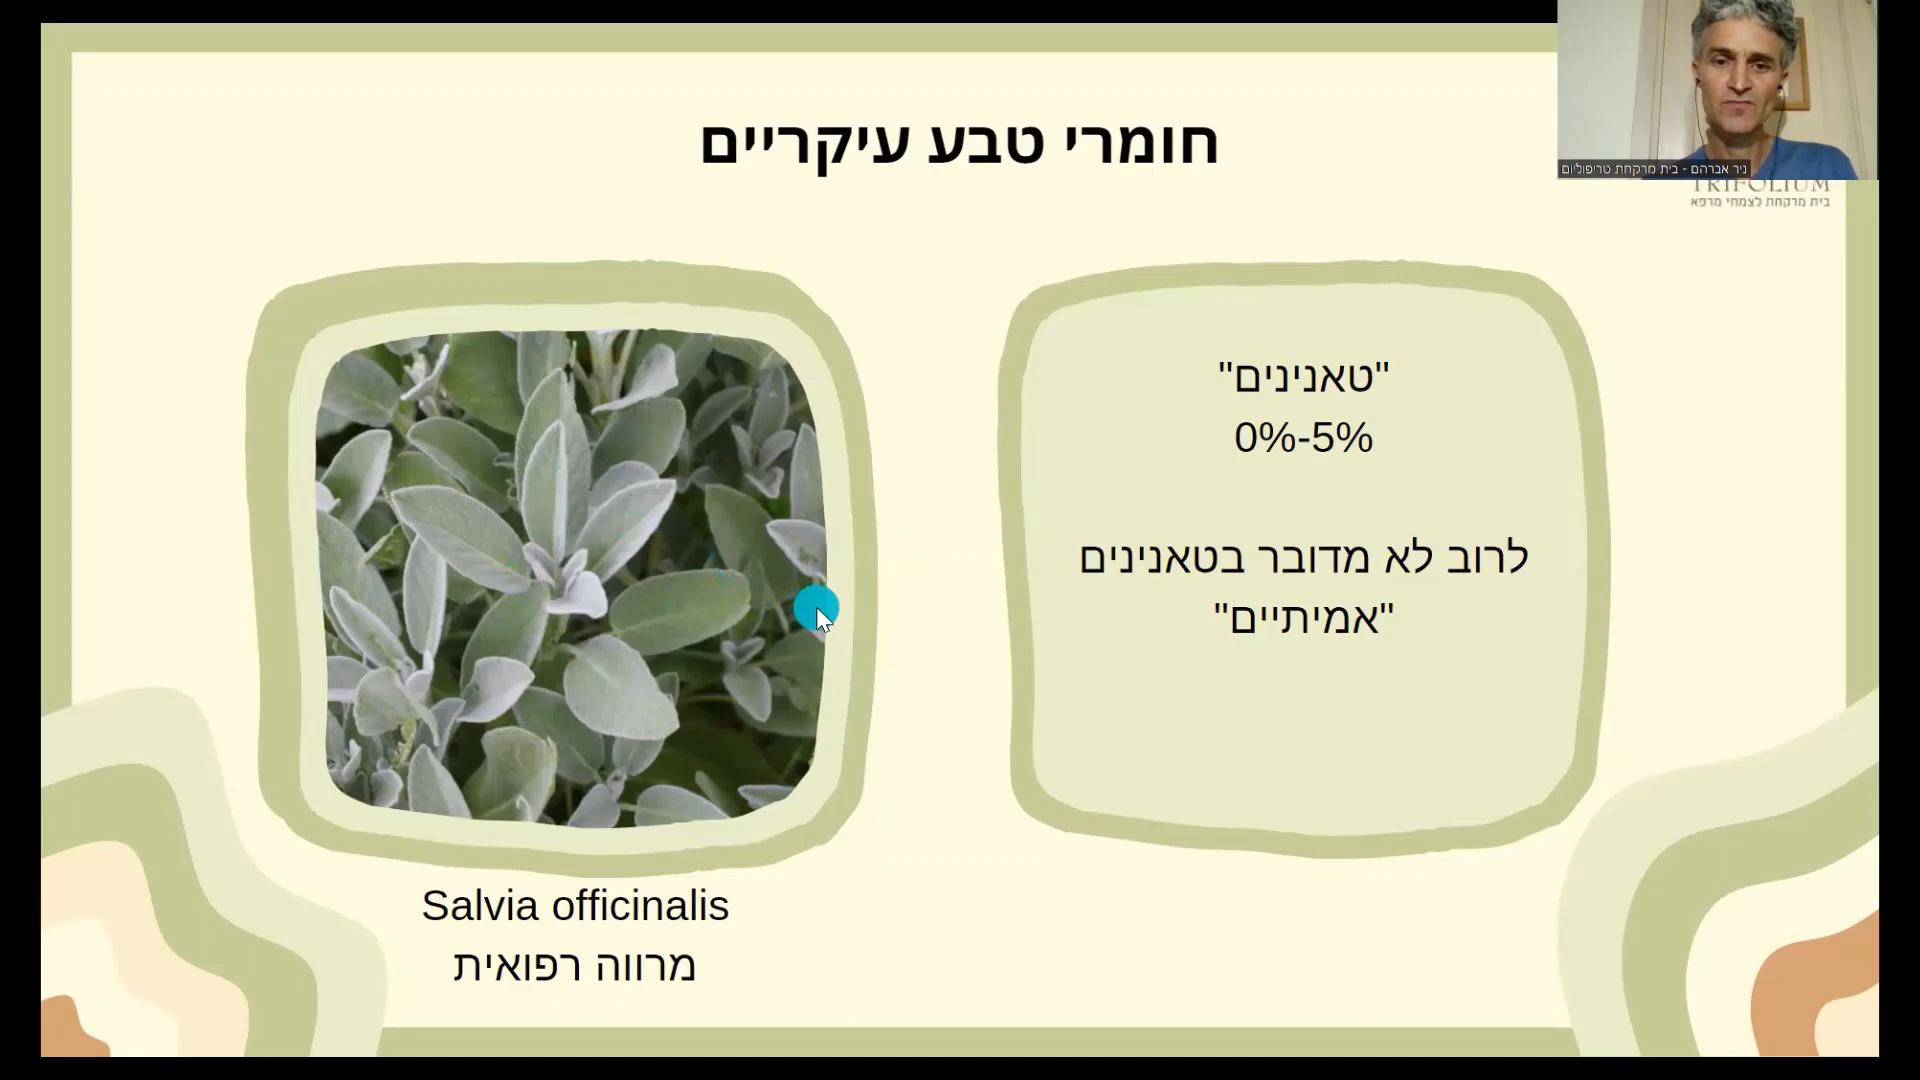 חומרי טבע עיקריים
ניר אברהם - בית מרקחת טריפוליום
TRIFOLIUM
בית מרקחת לצמחי מרפא
"טאנינים"
0%-5%
לרוב לא מדובר בטאנינים
"אמיתיים"
Salvia officinalis
מרווה רפואית